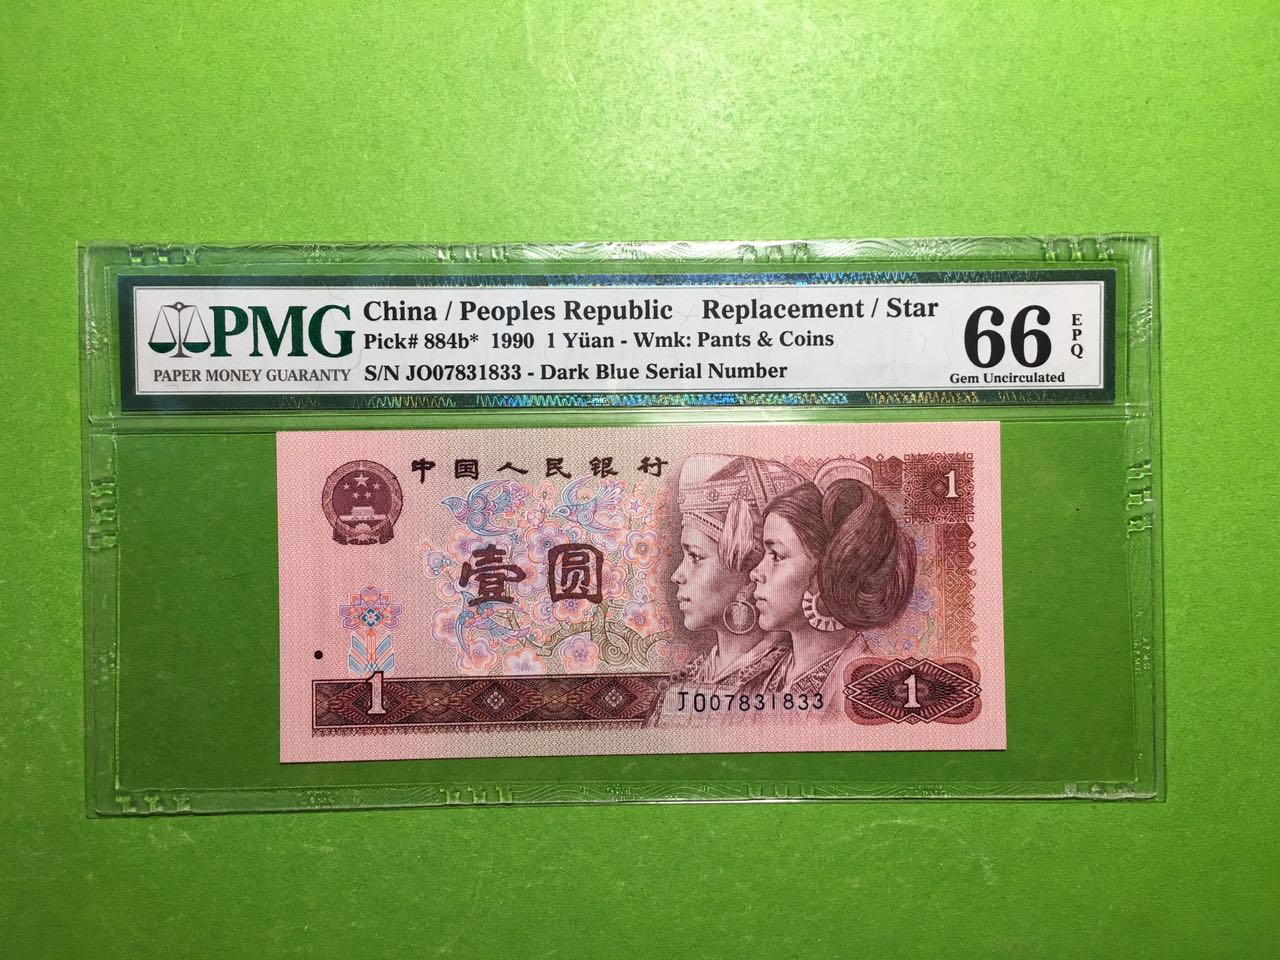 PMG
PAPER MONEY GUARANTY
China / Peoples Republic Replacement / Star
Pick# 884b* 1990 1 Yüan - Wmk: Pants & Coins
S/N JO07831833 - Dark Blue Serial Number
66
EPQ
Gem Uncirculated
中国人民银行
1
壹圆
1
JO07831833
1